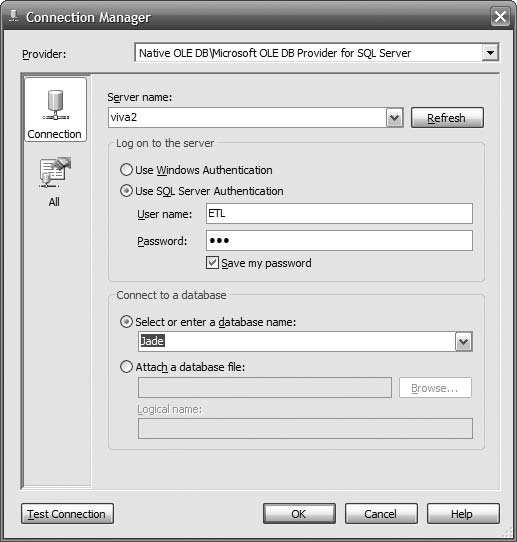 Connection Manager
Provider: Native OLE DB\Microsoft OLE DB Provider for SQL Server
Connection
All
Server name:
viva2 Refresh
Log on to the server
Use Windows Authentication
Use SQL Server Authentication
User name: ETL
Password: •••
Save my password
Connect to a database
Select or enter a database name:
Jade
Attach a database file:
Browse...
Logical name:
Test Connection OK Cancel Help